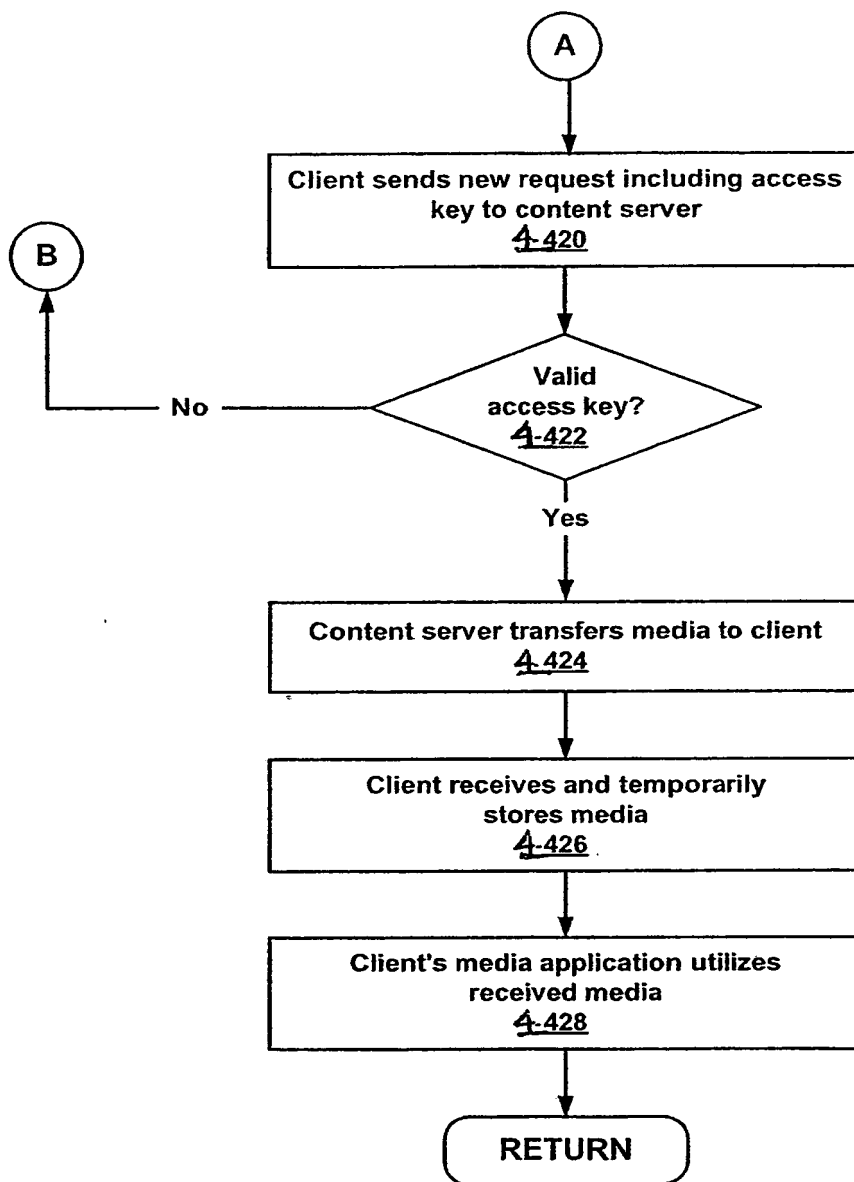 A
Client sends new request including access
key to content server
4-420
B
Valid
access key?
4-422
No
Yes
Content server transfers media to client
4-424
Client receives and temporarily
stores media
4-426
Client's media application utilizes
received media
4-428
RETURN